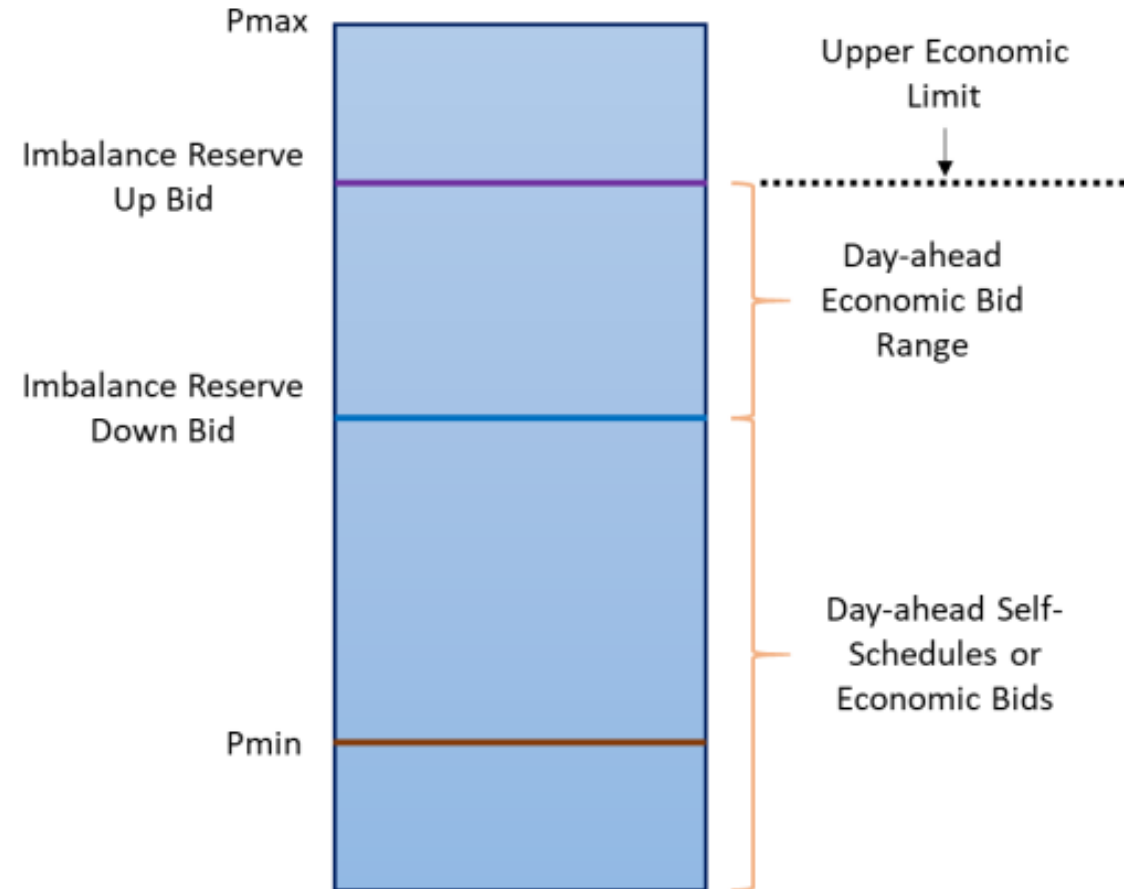 Pmax
Upper Economic
Limit
Imbalance Reserve
Up Bid
Day-ahead
Economic Bid
Range
Imbalance Reserve
Down Bid
Day-ahead Self-
Schedules or
Economic Bids
Pmin